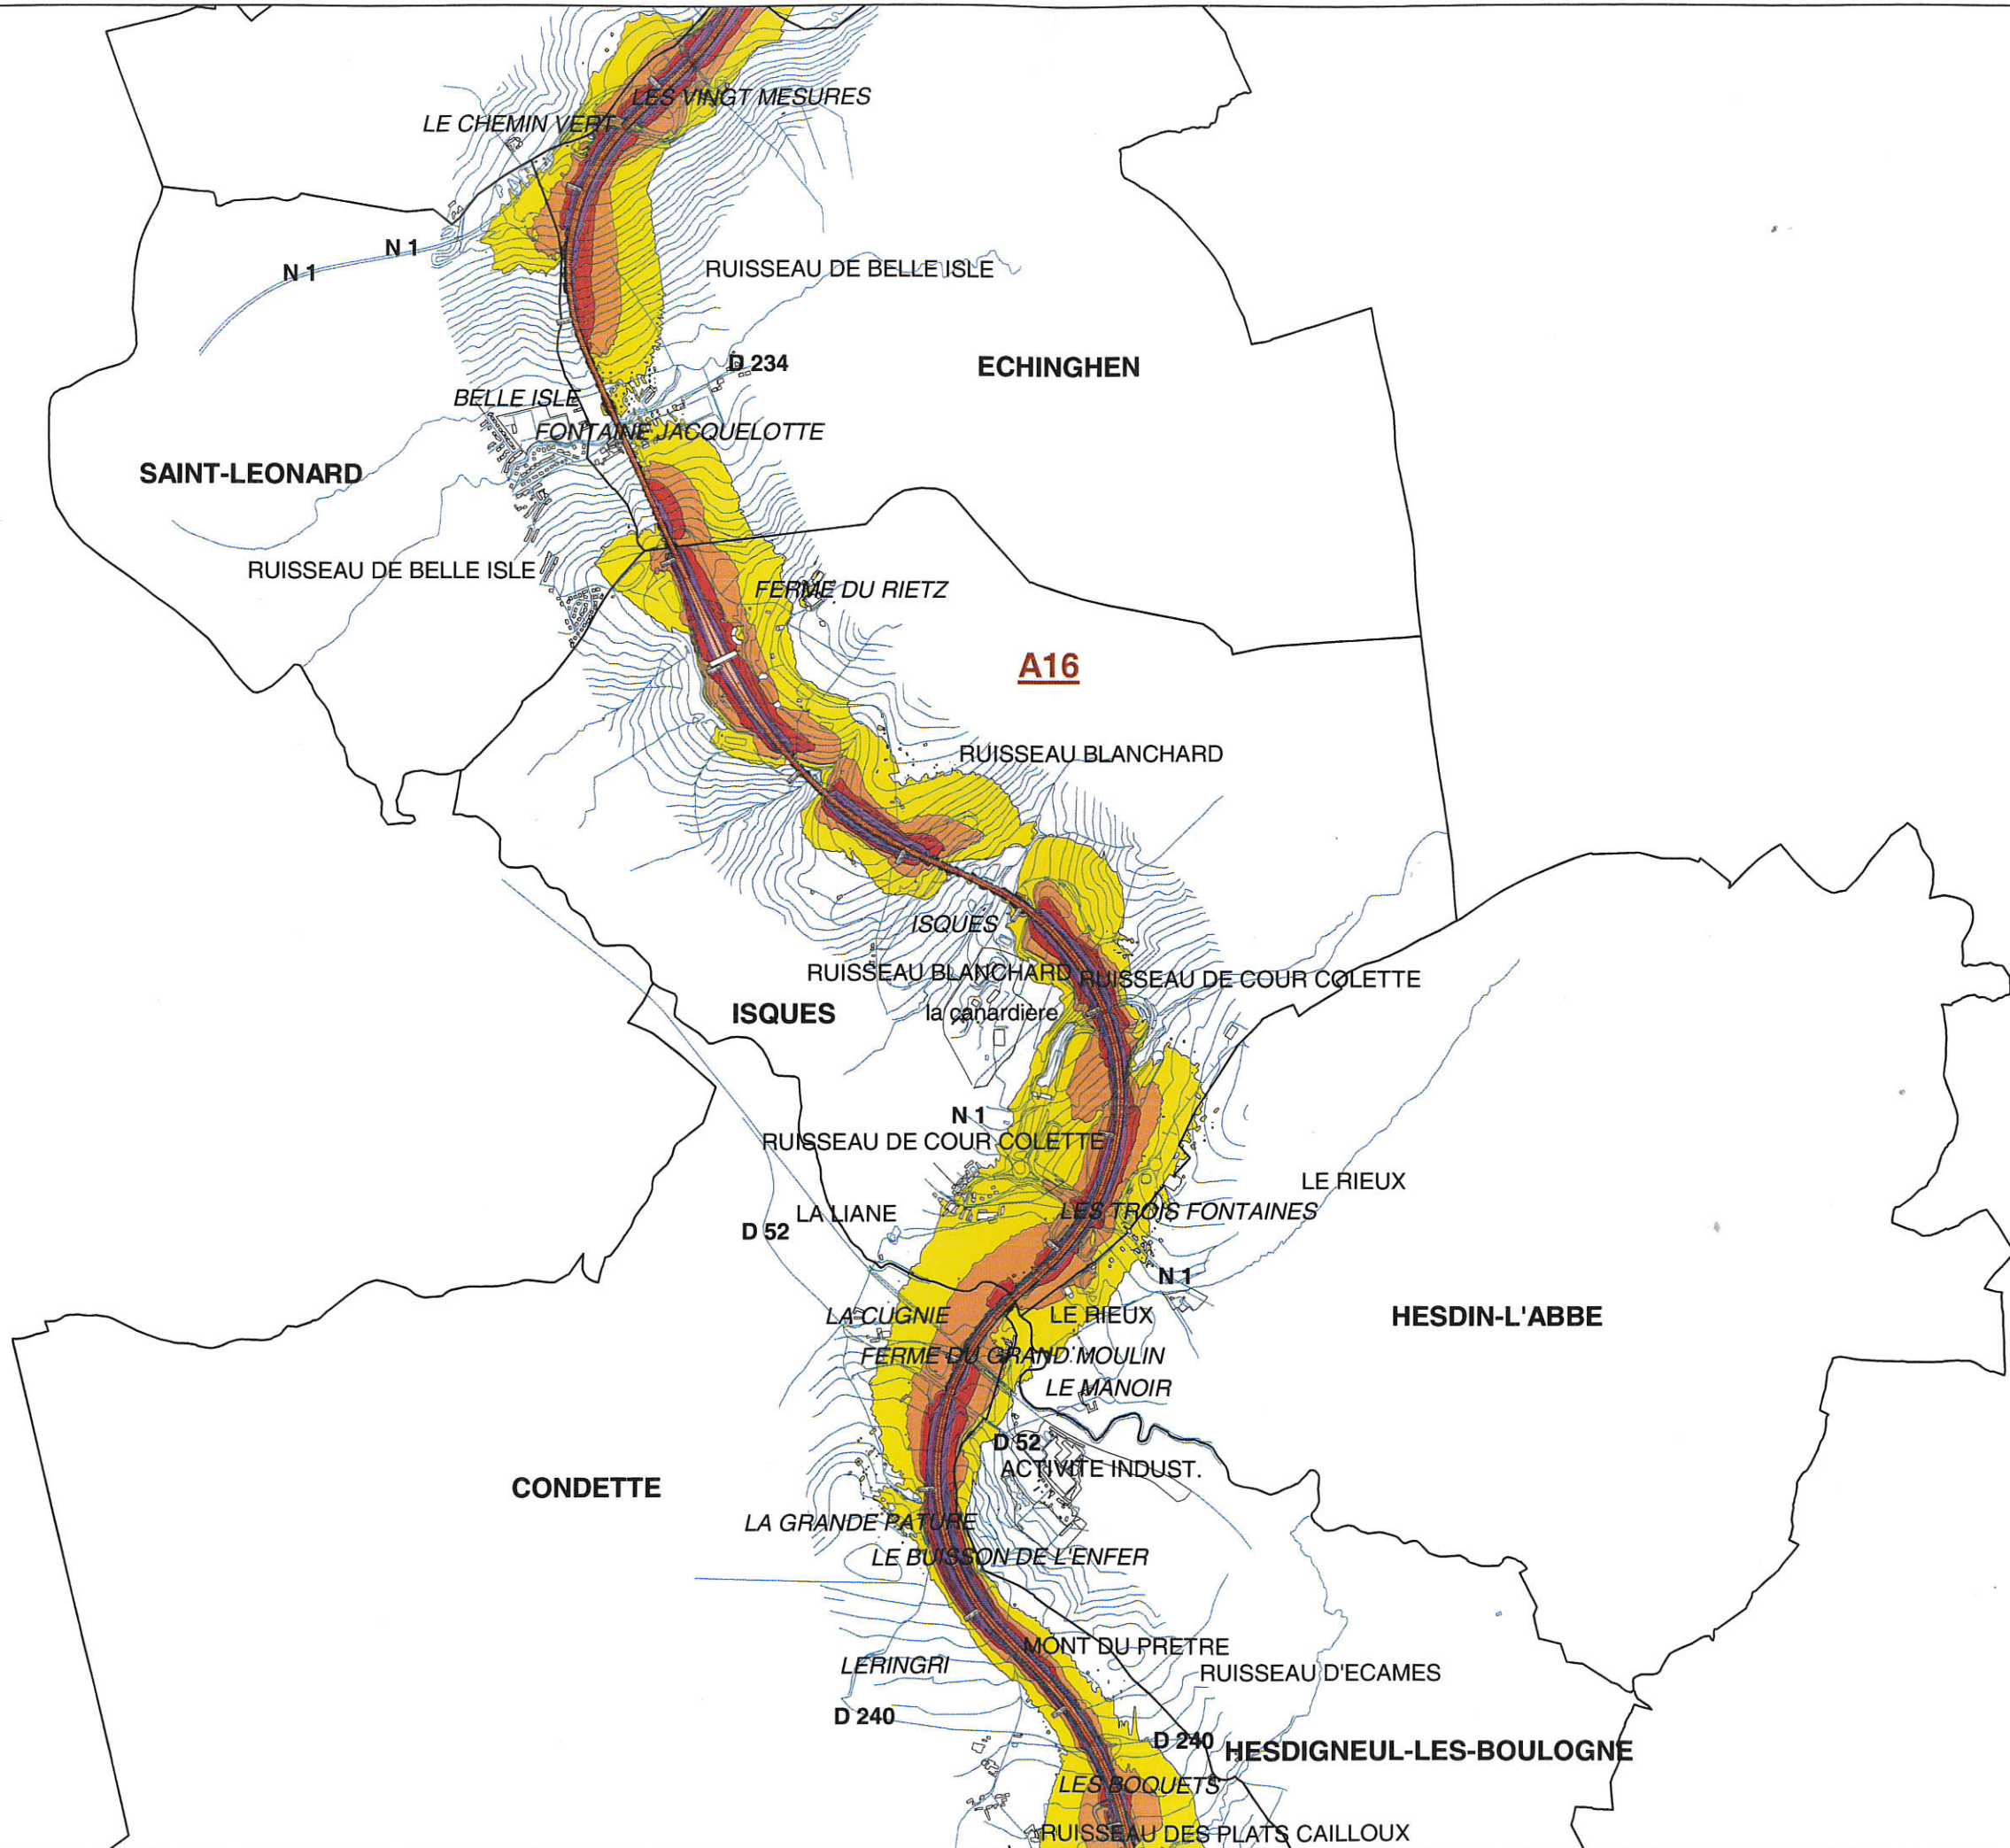 LES VINGT MESURES
LE CHEMIN VERT
N 1
N 1
RUISSEAU DE BELLE ISLE
D 234
ECHINGHEN
BELLE ISLE
FONTAINE JACQUELOTTE
SAINT-LEONARD
RUISSEAU DE BELLE ISLE
FERME DU RIETZ
A16
RUISSEAU BLANCHARD
ISQUES
RUISSEAU BLANCHARD
RUISSEAU DE COUR COLETTE
ISQUES
la canardière
N 1
RUISSEAU DE COUR COLETTE
LE RIEUX
LES TROIS FONTAINES
LA LIANE
D 52
N 1
LA CUGNIE
LE RIEUX
HESDIN-L'ABBE
FERME DU GRAND MOULIN
LE MANOIR
D 52
ACTIVITE INDUST.
CONDETTE
LA GRANDE PATURE
LE BUISSON DE L'ENFER
MONT DU PRETRE
LERINGRI
RUISSEAU D'ECAMES
D 240
D 240
HESDIGNEUL-LES-BOULOGNE
LES BOQUETS
RUISSEAU DES PLATS CAILLOUX